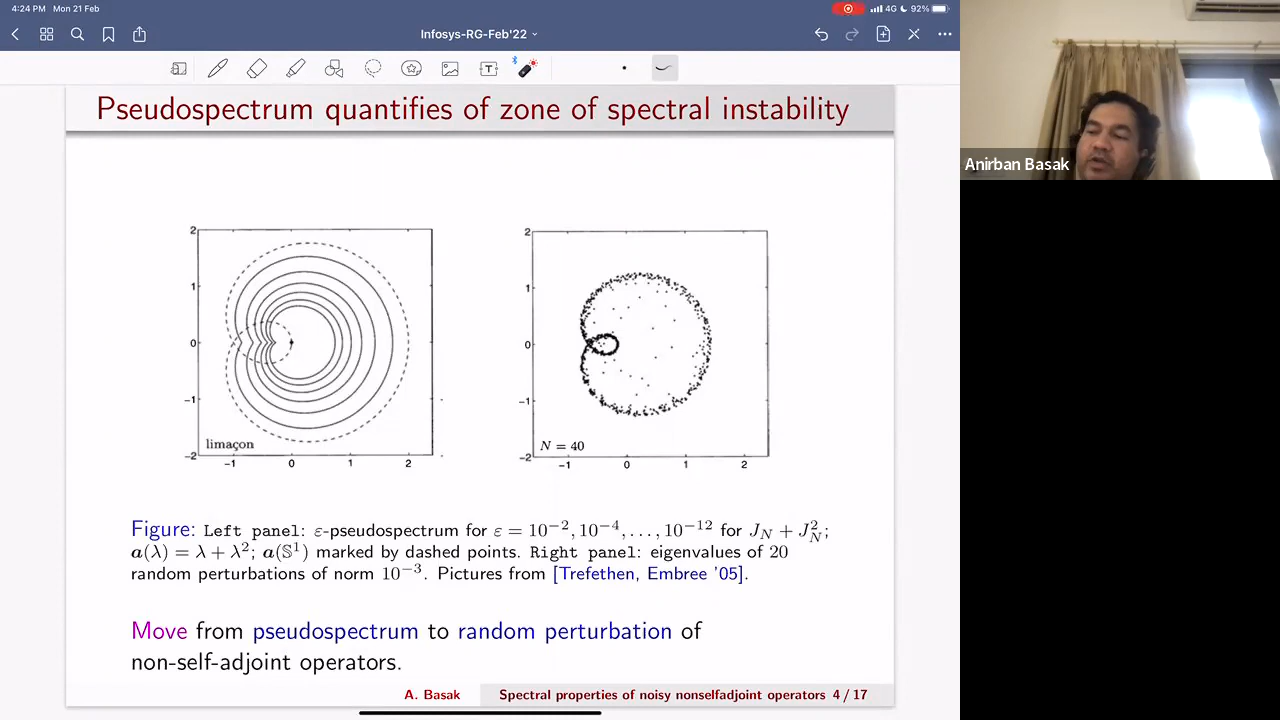 4:24 PM Mon 21 Feb
4G 92%
Infosys-RG-Feb'22
Pseudospectrum quantifies of zone of spectral instability
2
1
0
−1
−2
limaçon
−1 0 1 2
2
1
0
−1
−2
N = 40
−1 0 1 2
Figure: Left panel: ε-pseudospectrum for ε = 10⁻², 10⁻⁴, . . . , 10⁻¹² for J_N + J_N²;
a(λ) = λ + λ²; a(𝕊¹) marked by dashed points. Right panel: eigenvalues of 20
random perturbations of norm 10⁻³. Pictures from [Trefethen, Embree '05].
Move from pseudospectrum to random perturbation of
non-self-adjoint operators.
A. Basak Spectral properties of noisy nonselfadjoint operators 4 / 17
Anirban Basak